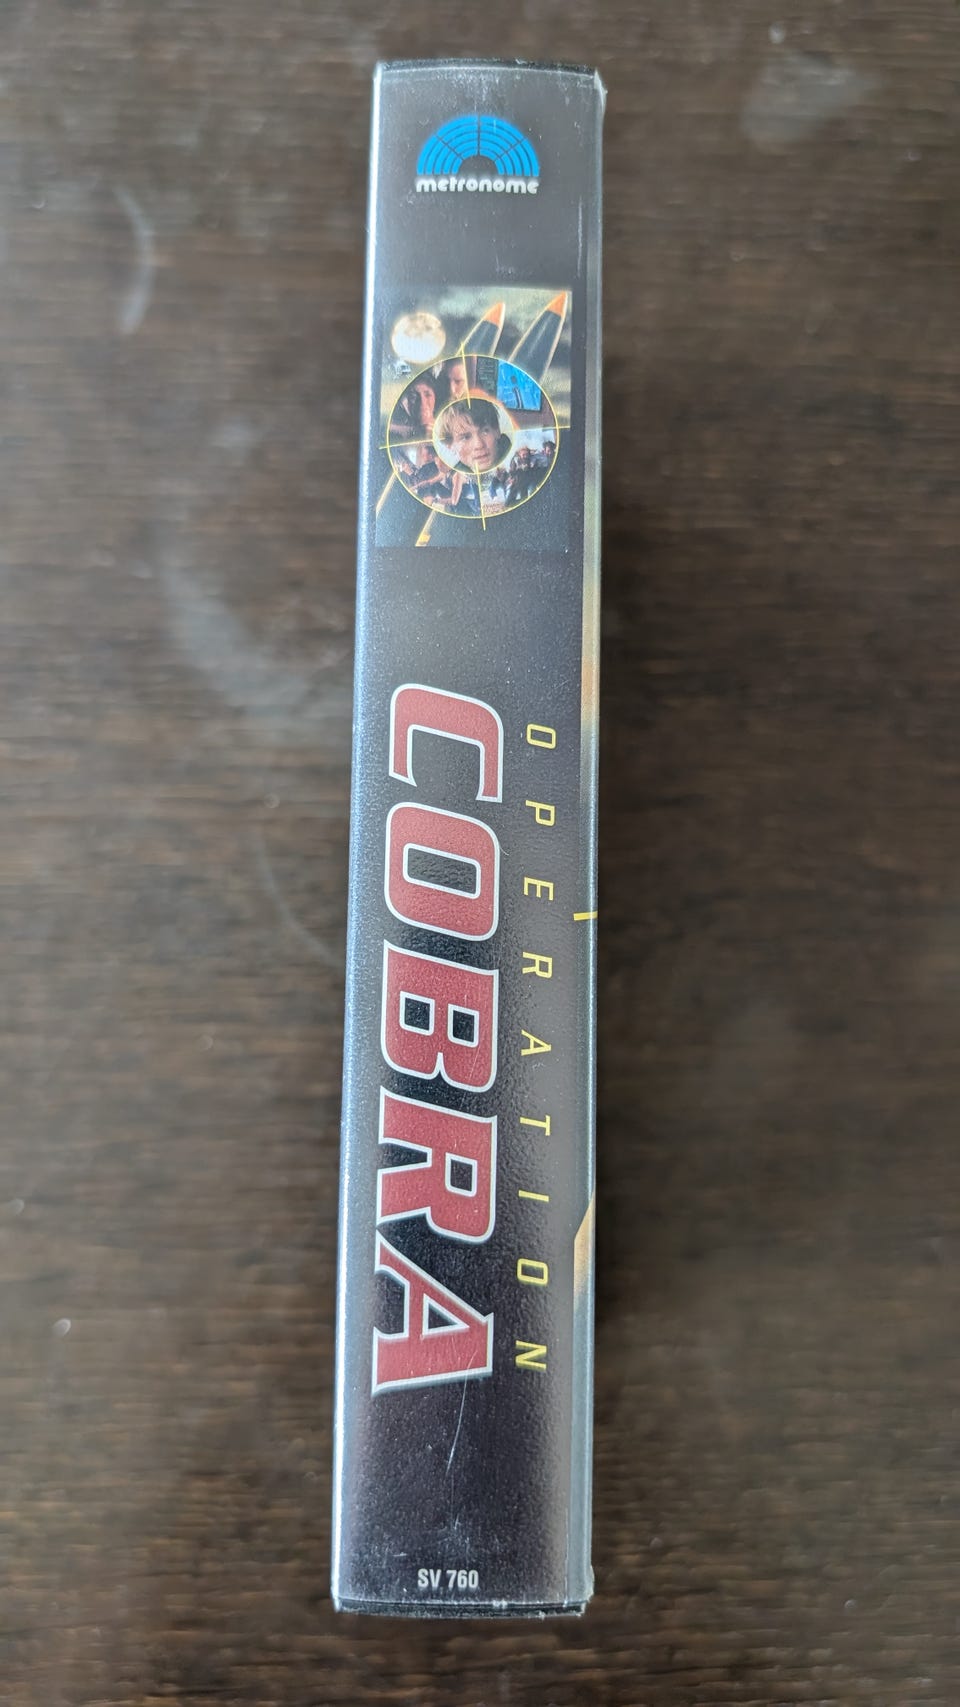 metronome
OPERATION
COBRA
SV 760